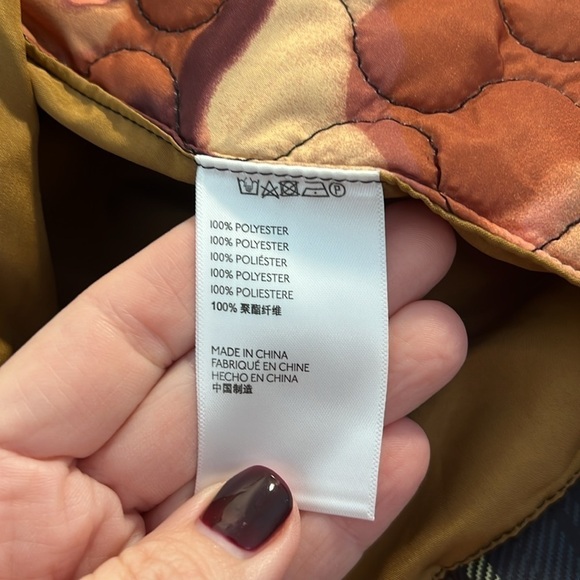 100% POLYESTER
100% POLYESTER
100% POLIÉSTER
100% POLYESTER
100% POLIESTERE
100% 聚酯纤维
MADE IN CHINA
FABRIQUÉ EN CHINE
HECHO EN CHINA
中国制造